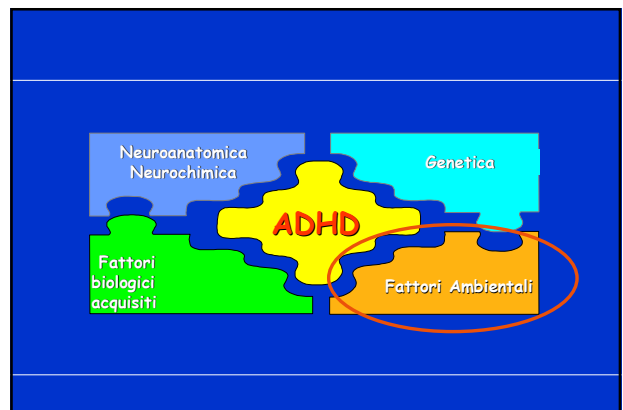 Neuroanatomica
Neurochimica
Genetica
ADHD
Fattori
biologici
acquisiti
Fattori Ambientali